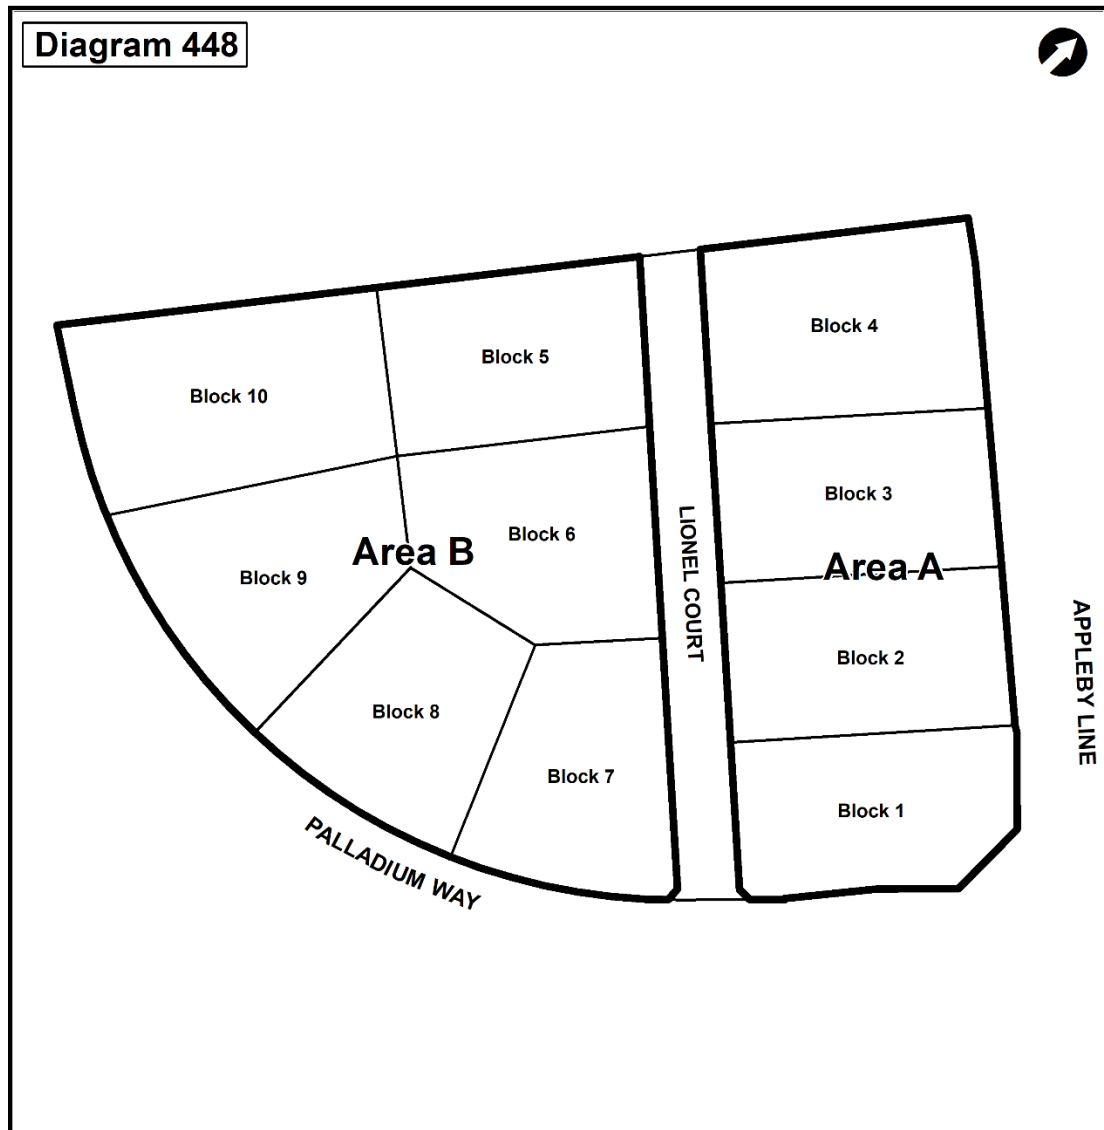 Diagram 448
Block 4
Block 5
Block 10
Block 3
Block 6
Area B
Area A
Block 9
LIONEL COURT
Block 2
APPLEBY LINE
Block 8
Block 7
Block 1
PALLADIUM WAY